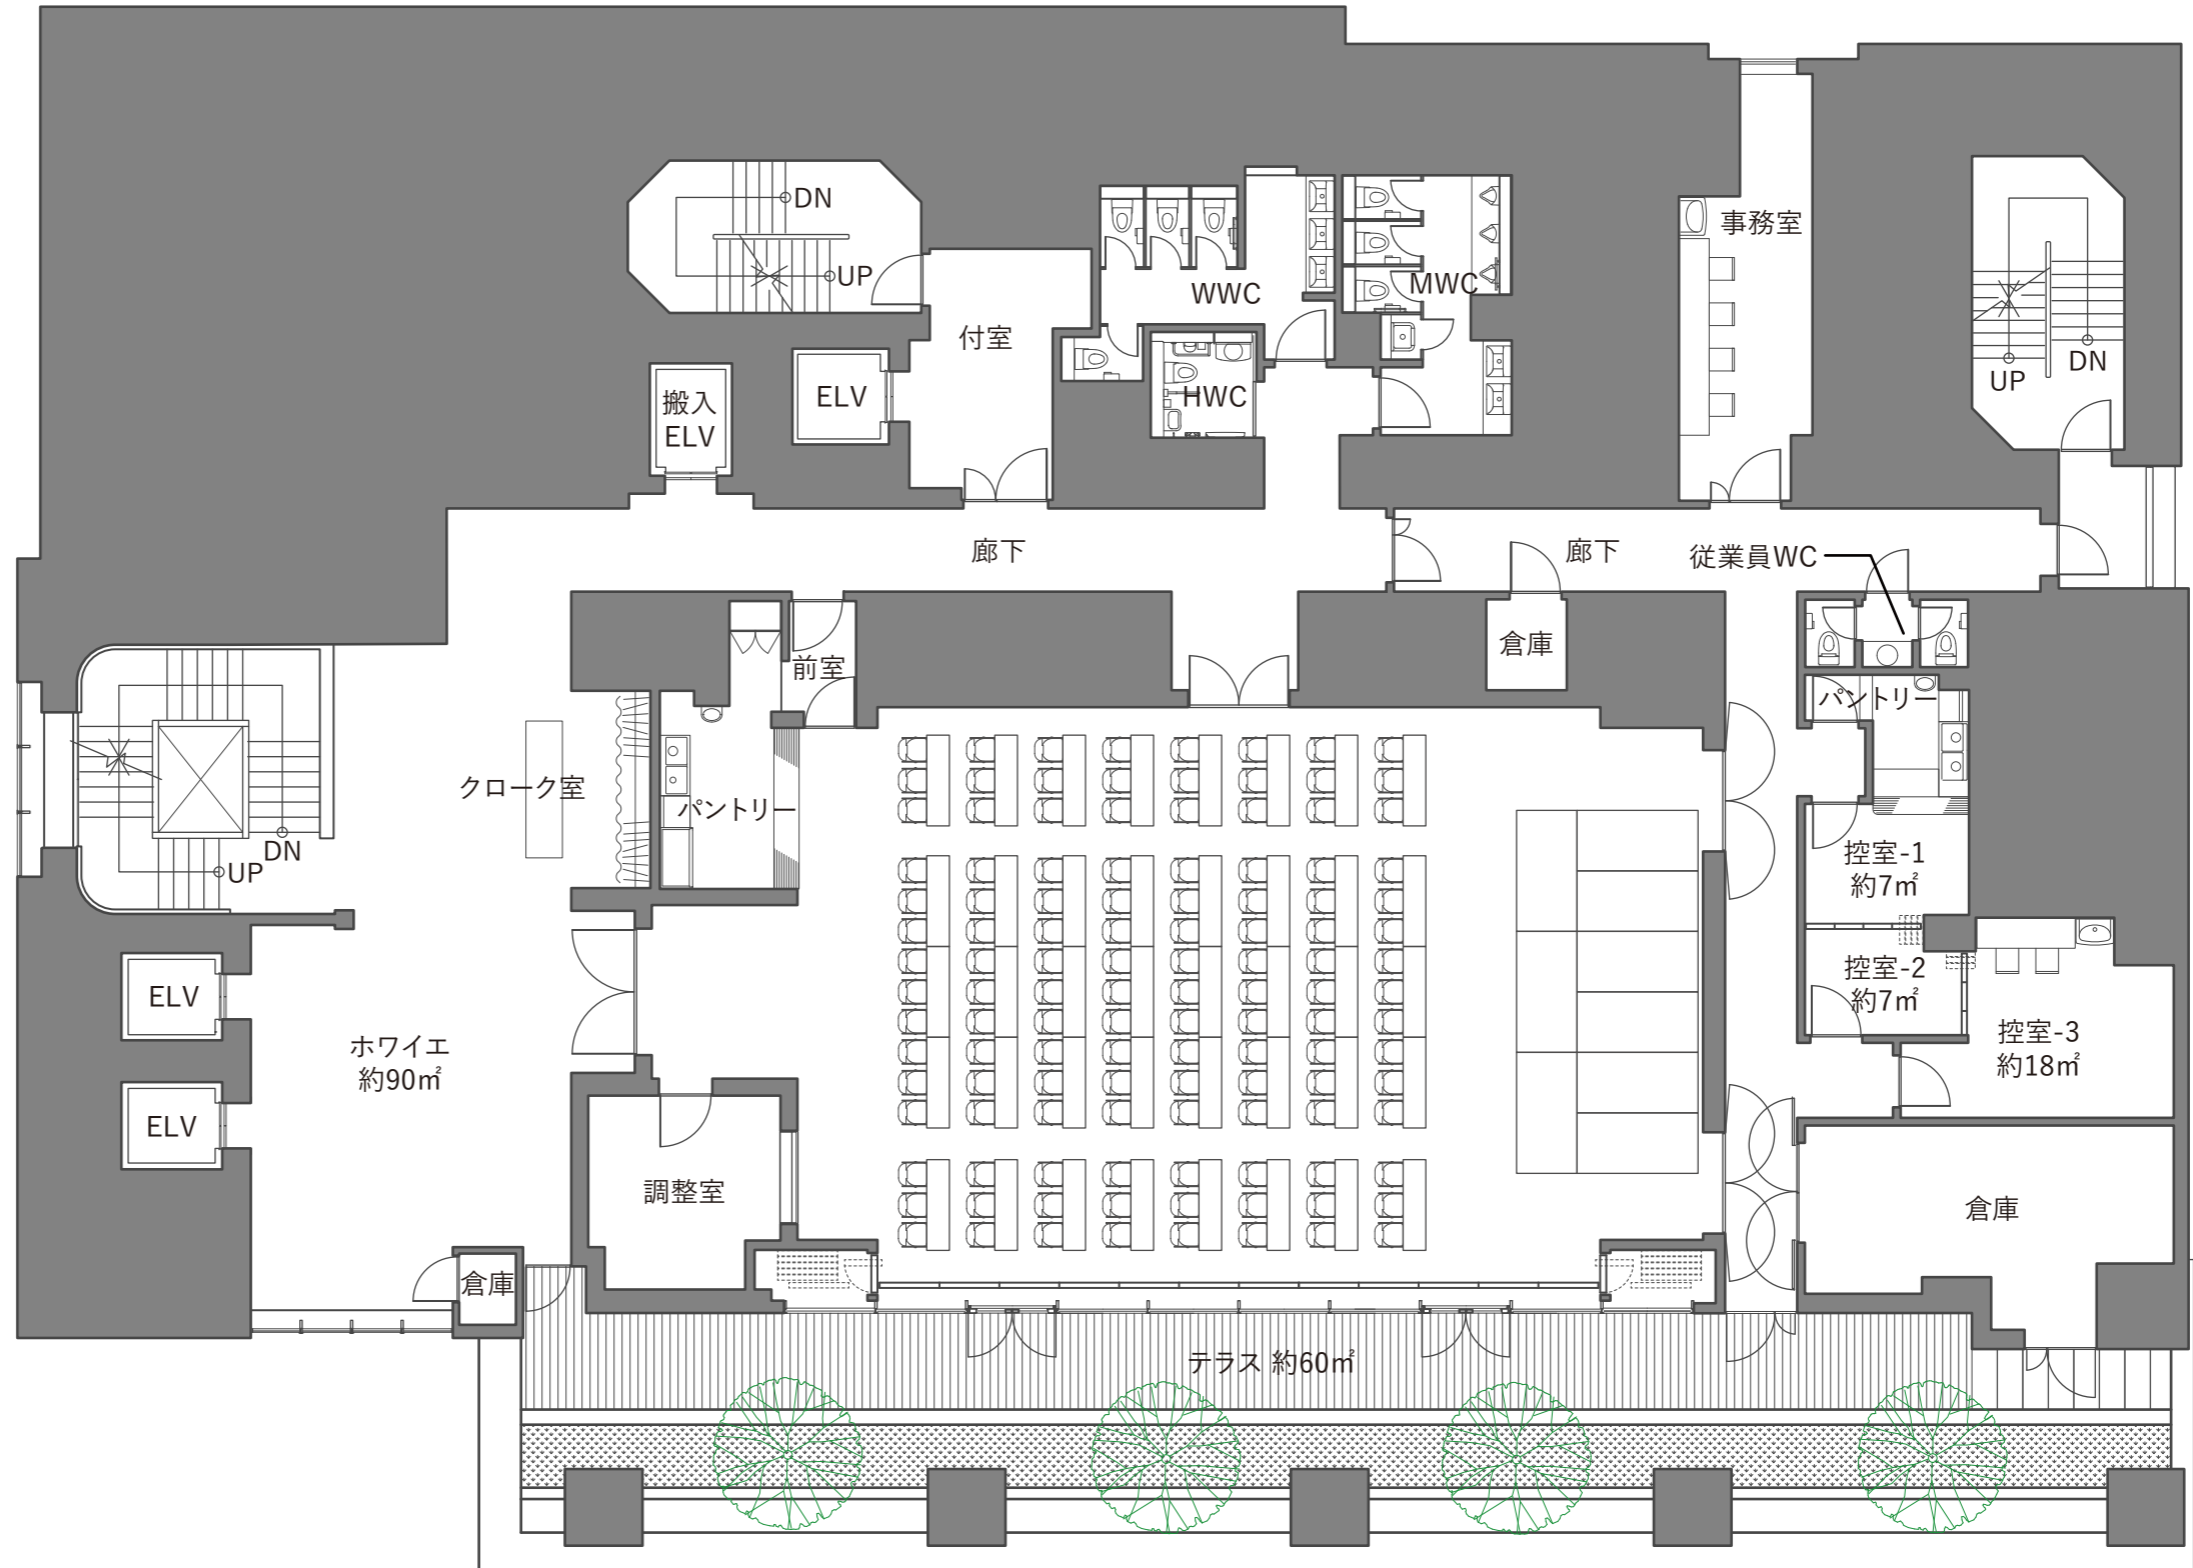 DN
UP
事務室
WWC
MWC
付室
UP
DN
搬入
ELV
ELV
HWC
廊下
廊下
従業員WC
倉庫
前室
パントリー
クローク室
パントリー
DN
UP
控室-1
約7㎡
控室-2
約7㎡
ELV
ホワイエ
約90㎡
控室-3
約18㎡
ELV
調整室
倉庫
倉庫
テラス 約60㎡